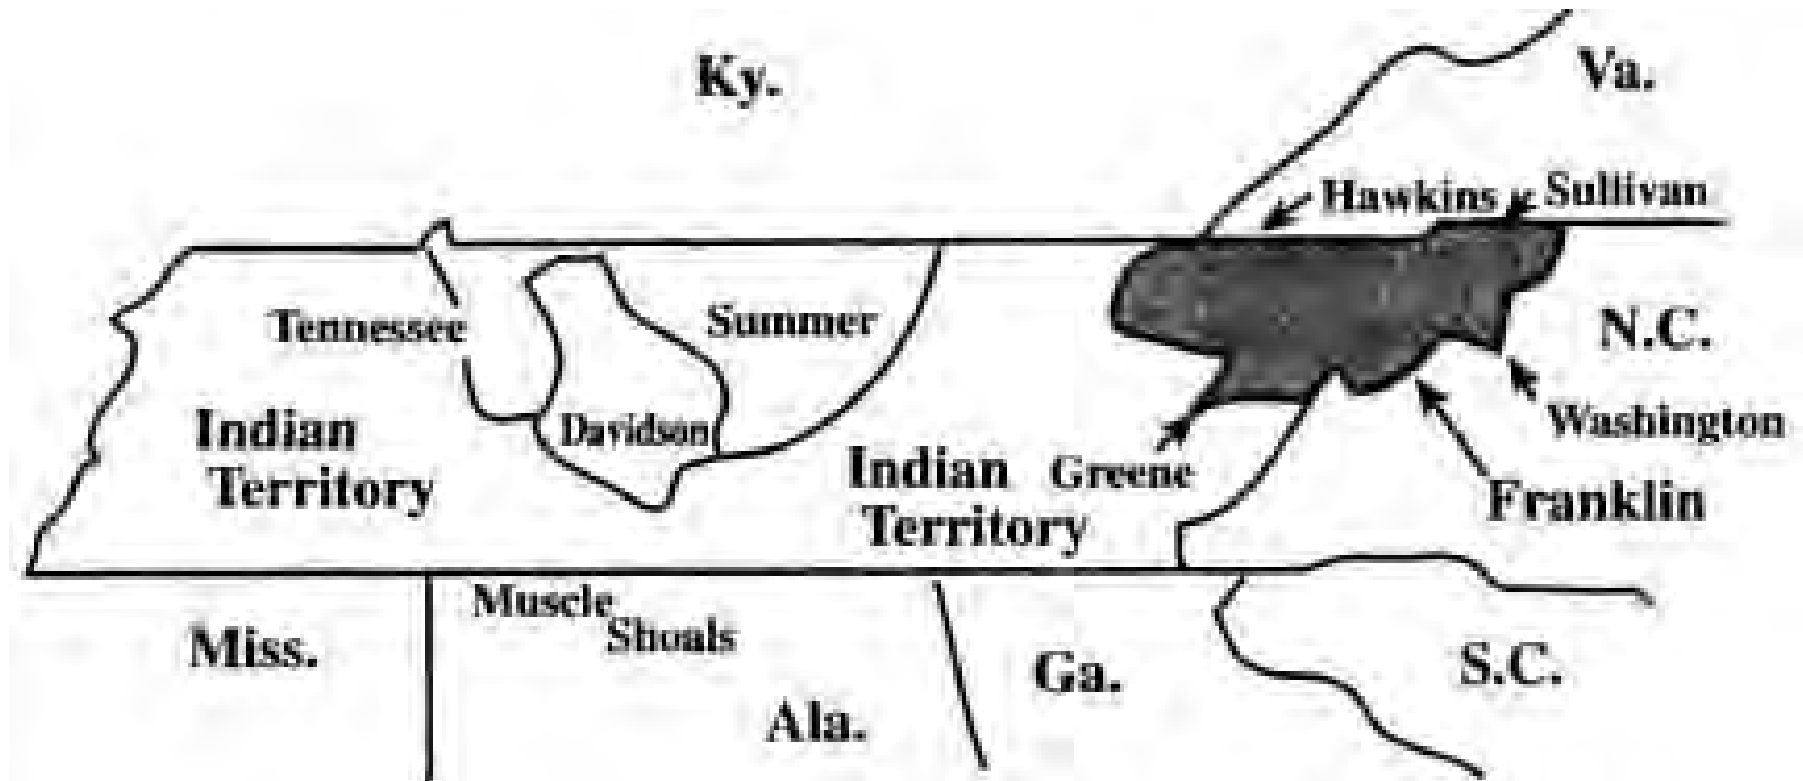 Ky.
Va.
Hawkins
Sullivan
Tennessee
Summer
N.C.
Indian
Territory
Davidson
Indian
Territory
Greene
Washington
Franklin
Muscle
Shoals
Miss.
Ala.
Ga.
S.C.